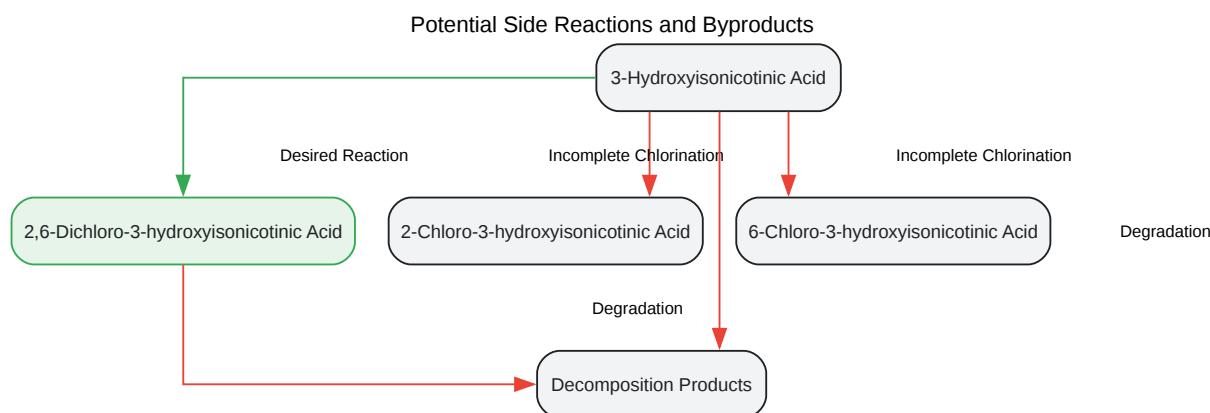 Potential Side Reactions and Byproducts
3-Hydroxyisonicotinic Acid
Desired Reaction
Incomplete Chlorination
Incomplete Chlorination
2,6-Dichloro-3-hydroxyisonicotinic Acid
2-Chloro-3-hydroxyisonicotinic Acid
6-Chloro-3-hydroxyisonicotinic Acid
Degradation
Degradation
Decomposition Products